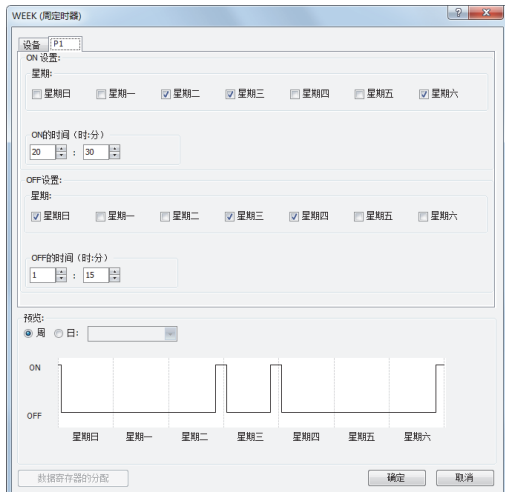 WEEK (周定时器)
设备 P1
ON 设置:
星期:
星期日 星期一 星期二 星期三 星期四 星期五 星期六
ON的时间（时:分）
20 : 30
OFF设置:
星期:
星期日 星期一 星期二 星期三 星期四 星期五 星期六
OFF的时间（时:分）
1 : 15
预览:
周 日:
ON
OFF
星期日 星期一 星期二 星期三 星期四 星期五 星期六
数据寄存器的分配 确定 取消